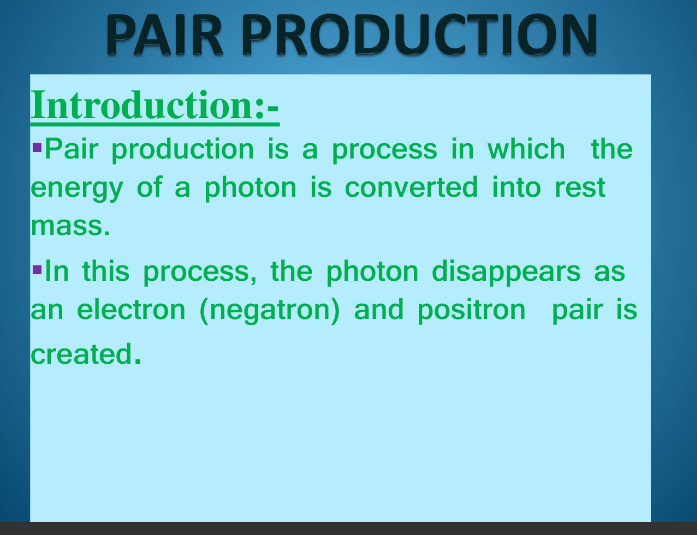 PAIR PRODUCTION
Introduction:-
▪Pair production is a process in which the
energy of a photon is converted into rest
mass.
▪In this process, the photon disappears as
an electron (negatron) and positron pair is
created.